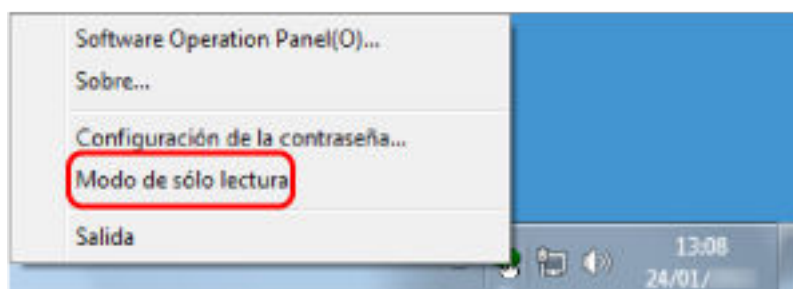 Software Operation Panel(O)...
Sobre...
Configuración de la contraseña...
Modo de sólo lectura
Salida
13:08
24/01/